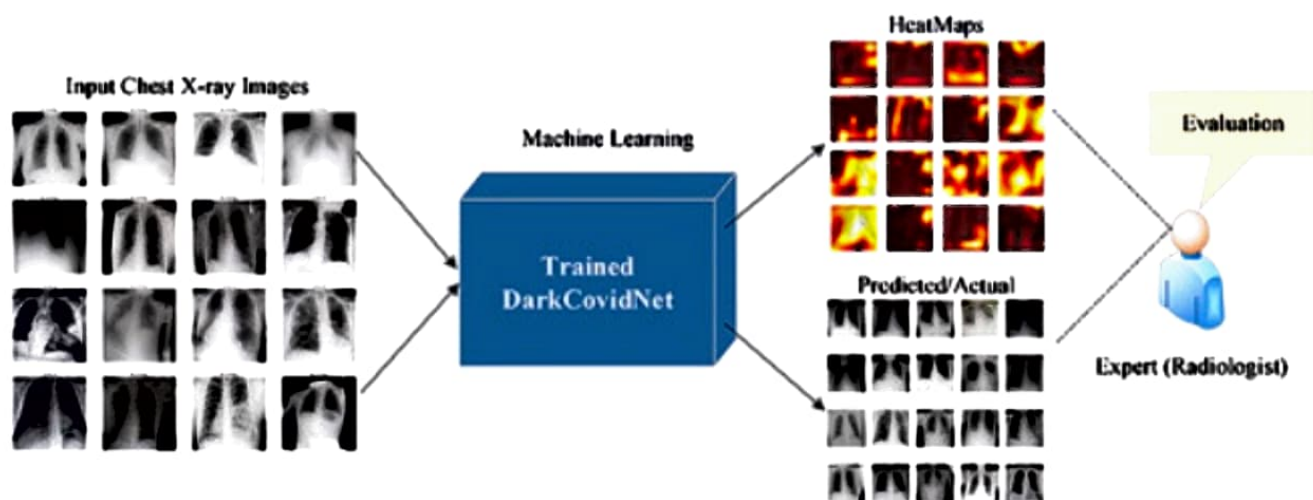 Input Chest X-ray Images
Machine Learning
Trained
DarkCovidNet
HeatMaps
Predicted/Actual
Evaluation
Expert (Radiologist)